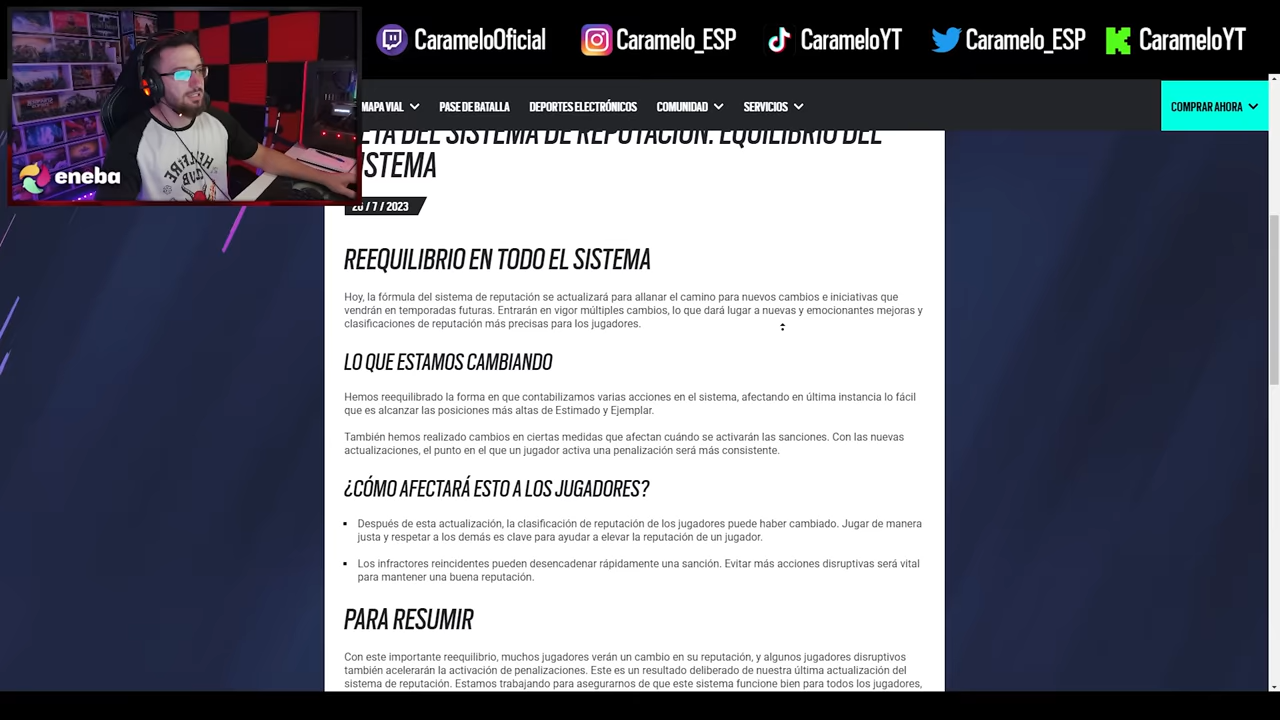 CarameloOficial
Caramelo_ESP
CarameloYT
Caramelo_ESP
CarameloYT
MAPA VIAL
PASE DE BATALLA
DEPORTES ELECTRÓNICOS
COMUNIDAD
SERVICIOS
COMPRAR AHORA
eneba
DEL SISTEMA DE REPUTACIÓN: EQUILIBRIO DEL
/ 7 / 2023
REEQUILIBRIO EN TODO EL SISTEMA
Hoy, la fórmula del sistema de reputación se actualizará para allanar el camino para nuevos cambios e iniciativas que
vendrán en temporadas futuras. Entrarán en vigor múltiples cambios, lo que dará lugar a nuevas y emocionantes mejoras y
clasificaciones de reputación más precisas para los jugadores.
LO QUE ESTAMOS CAMBIANDO
Hemos reequilibrado la forma en que contabilizamos varias acciones en el sistema, afectando en última instancia lo fácil
que es alcanzar las posiciones más altas de Estimado y Ejemplar.
También hemos realizado cambios en ciertas medidas que afectan cuándo se activarán las sanciones. Con las nuevas
actualizaciones, el punto en el que un jugador activa una penalización será más consistente.
¿CÓMO AFECTARÁ ESTO A LOS JUGADORES?
Después de esta actualización, la clasificación de reputación de los jugadores puede haber cambiado. Jugar de manera
justa y respetar a los demás es clave para ayudar a elevar la reputación de un jugador.
Los infractores reincidentes pueden desencadenar rápidamente una sanción. Evitar más acciones disruptivas será vital
para mantener una buena reputación.
PARA RESUMIR
Con este importante reequilibrio, muchos jugadores verán un cambio en su reputación, y algunos jugadores disruptivos
también acelerarán la activación de penalizaciones. Este es un resultado deliberado de nuestra última actualización del
sistema de reputación. Estamos trabajando para asegurarnos de que este sistema funcione bien para todos los jugadores,